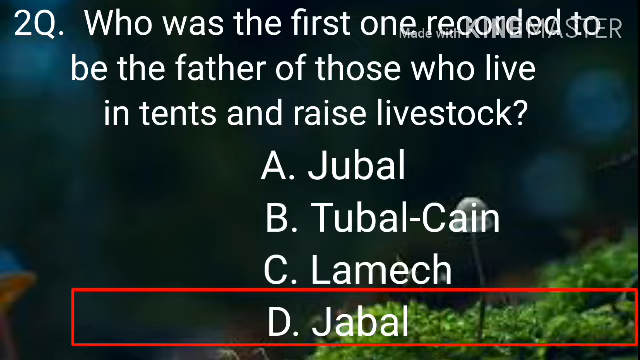 2Q. Who was the first one recorded to
Made with KINEMASTER
be the father of those who live
in tents and raise livestock?
A. Jubal
B. Tubal-Cain
C. Lamech
D. Jabal